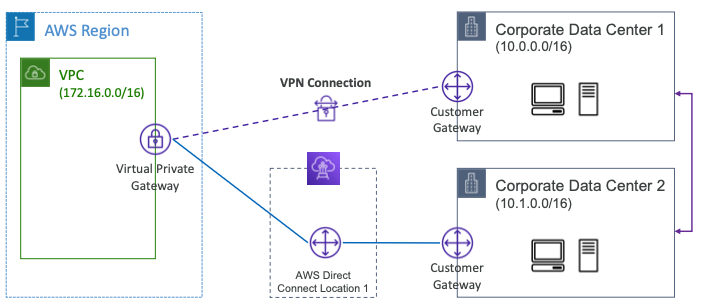 AWS Region
VPC
(172.16.0.0/16)
Virtual Private
Gateway
VPN Connection
AWS Direct
Connect Location 1
Corporate Data Center 1
(10.0.0.0/16)
Customer
Gateway
Corporate Data Center 2
(10.1.0.0/16)
Customer
Gateway